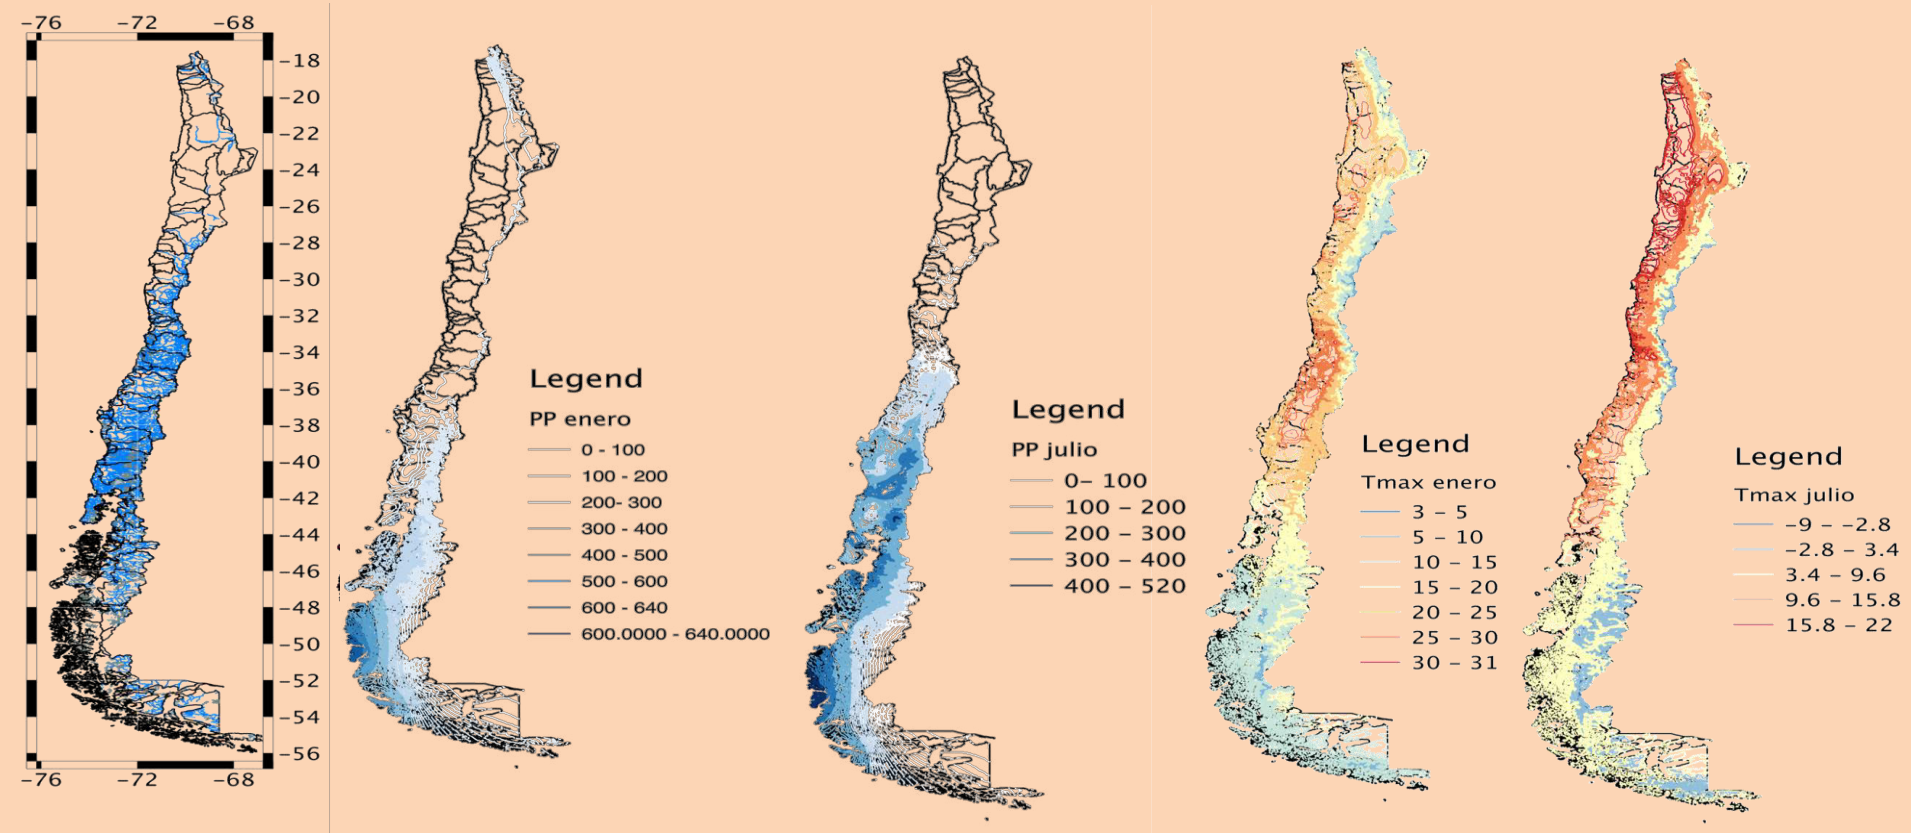 −76 −72 −68
−18
−20
−22
−24
−26
−28
−30
−32
−34
−36
−38
−40
−42
−44
−46
−48
−50
−52
−54
−56
−76 −72 −68
Legend
PP enero
0 - 100
100 - 200
200- 300
300 - 400
400 - 500
500 - 600
600 - 640
600.0000 - 640.0000
Legend
PP julio
0− 100
100 − 200
200 − 300
300 − 400
400 − 520
Legend
Tmax enero
3 − 5
5 − 10
10 − 15
15 − 20
20 − 25
25 − 30
30 − 31
Legend
Tmax julio
−9 − −2.8
−2.8 − 3.4
3.4 − 9.6
9.6 − 15.8
15.8 − 22